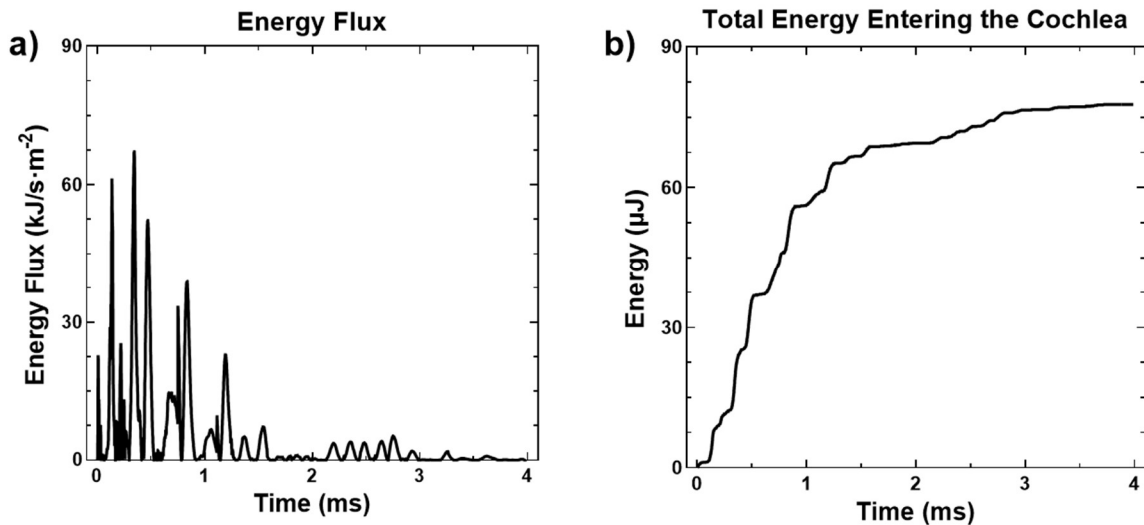 a)
Energy Flux
Energy Flux (kJ/s·m⁻²)
90
60
30
0
0 1 2 3 4
Time (ms)
b)
Total Energy Entering the Cochlea
Energy (µJ)
90
60
30
0
0 1 2 3 4
Time (ms)